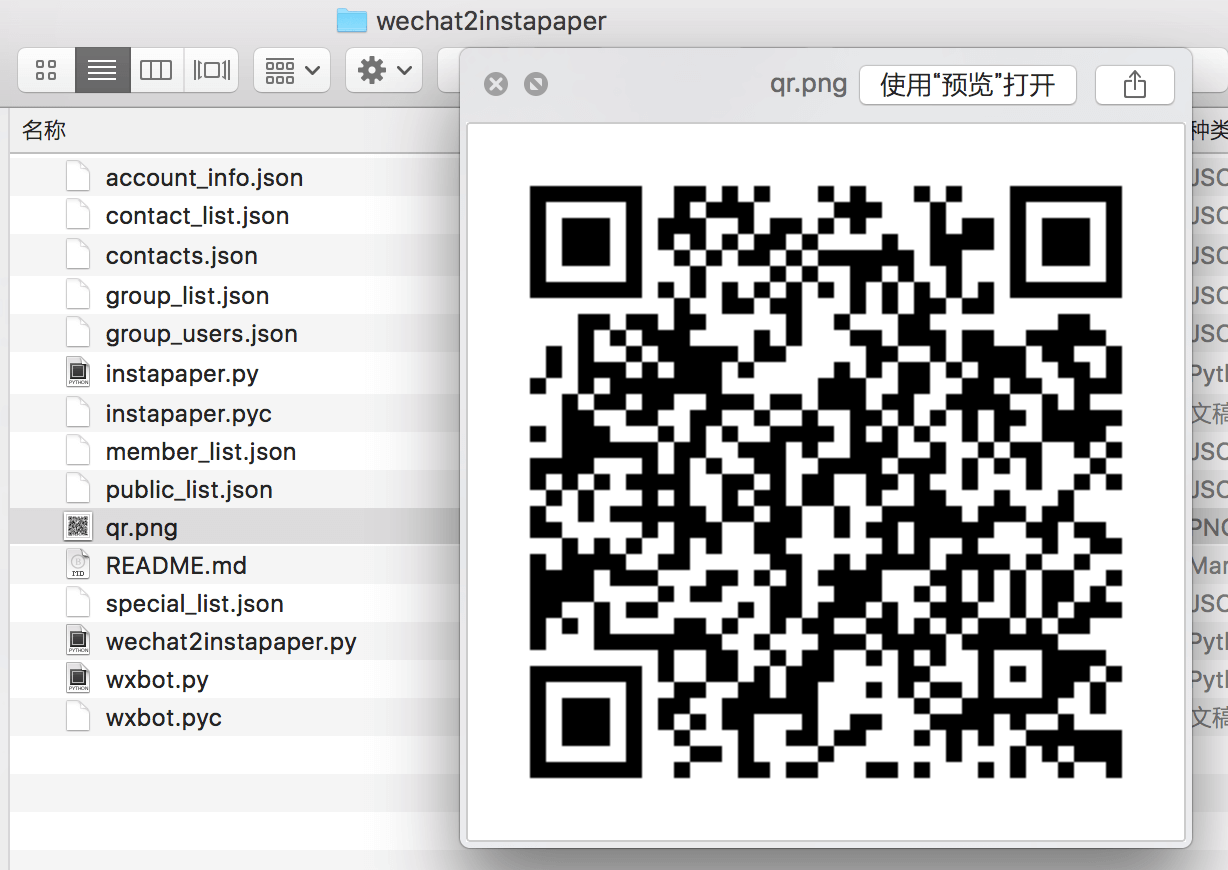 wechat2instapaper
qr.png
使用“预览”打开
名称
种类
account_info.json
contact_list.json
contacts.json
group_list.json
group_users.json
instapaper.py
instapaper.pyc
member_list.json
public_list.json
qr.png
README.md
special_list.json
wechat2instapaper.py
wxbot.py
wxbot.pyc